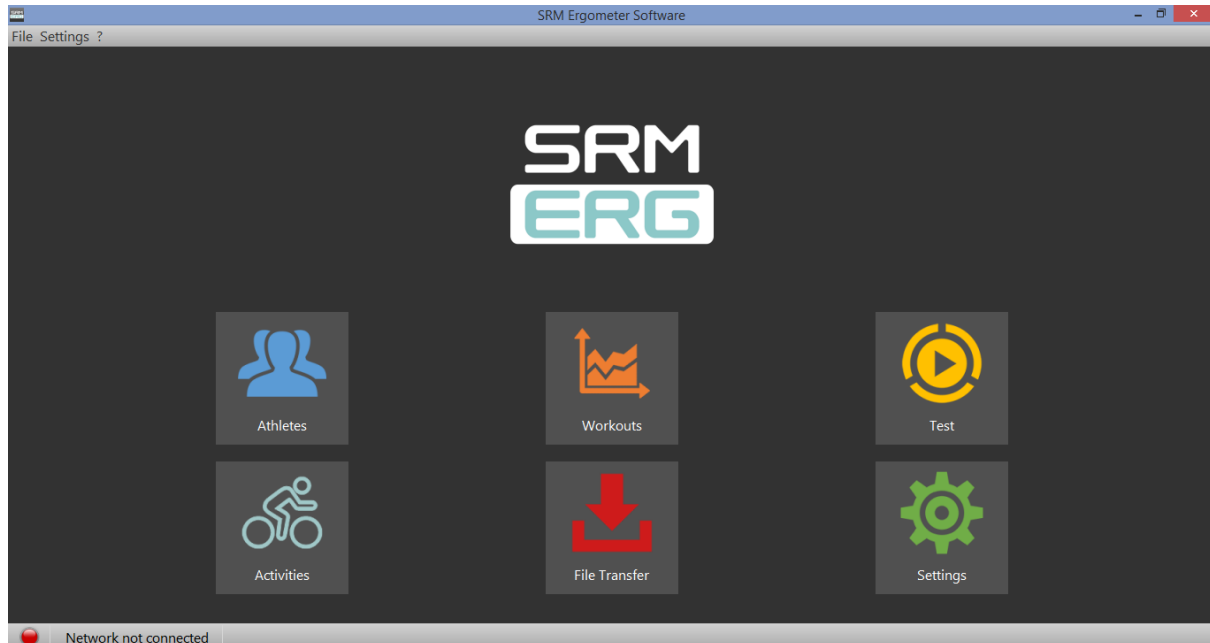 SRM Ergometer Software
File Settings ?
SRM
ERG
Athletes
Workouts
Test
Activities
File Transfer
Settings
Network not connected